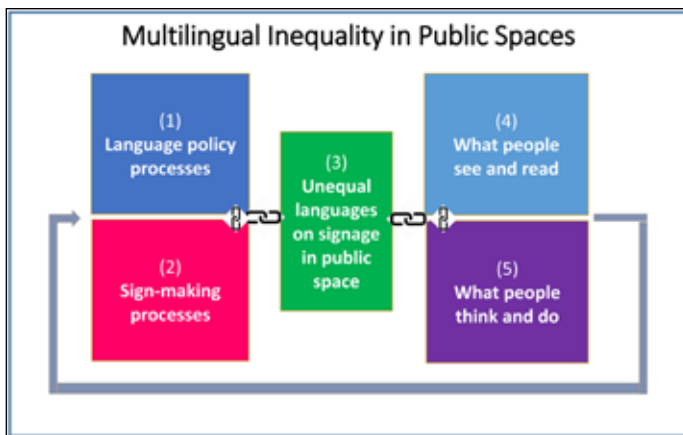 Multilingual Inequality in Public Spaces
(1)
Language policy
processes
(2)
Sign-making
processes
(3)
Unequal
languages
on signage
in public
space
(4)
What people
see and read
(5)
What people
think and do